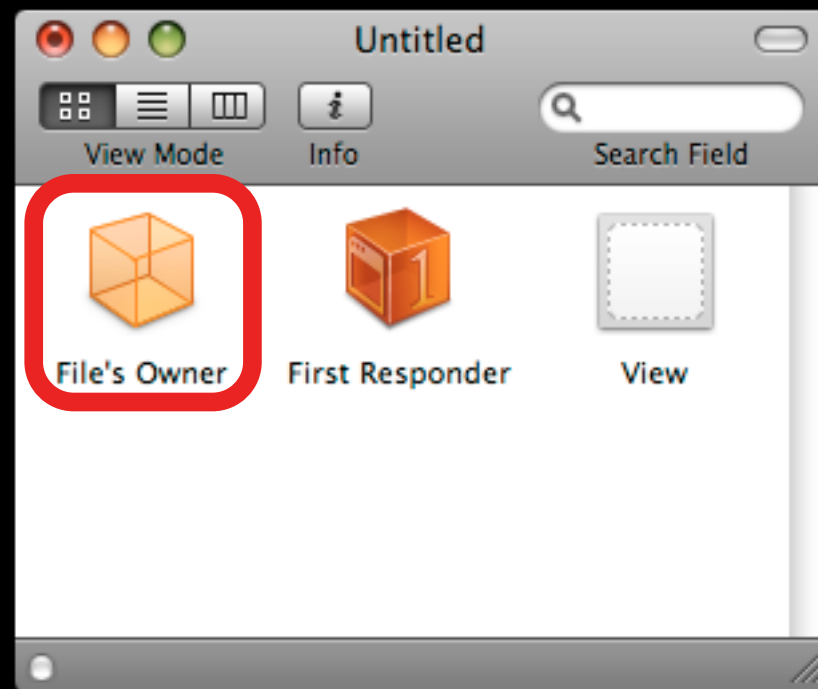 Untitled
View Mode Info Search Field
File's Owner First Responder View